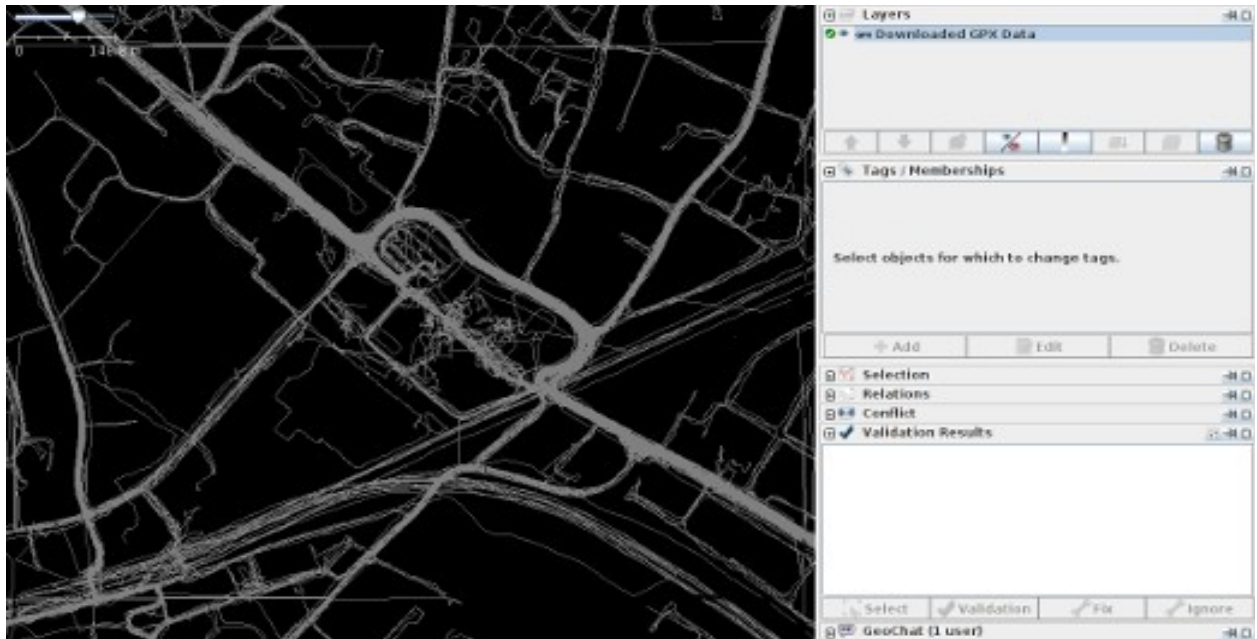 Layers
0
Downloaded GPX Data
Tags / Memberships
Select objects for which to change tags.
Add
Edit
Delete
Selection
Relations
Conflict
Validation Results
Select
Validation
Fix
Ignore
GeoChat (1 user)